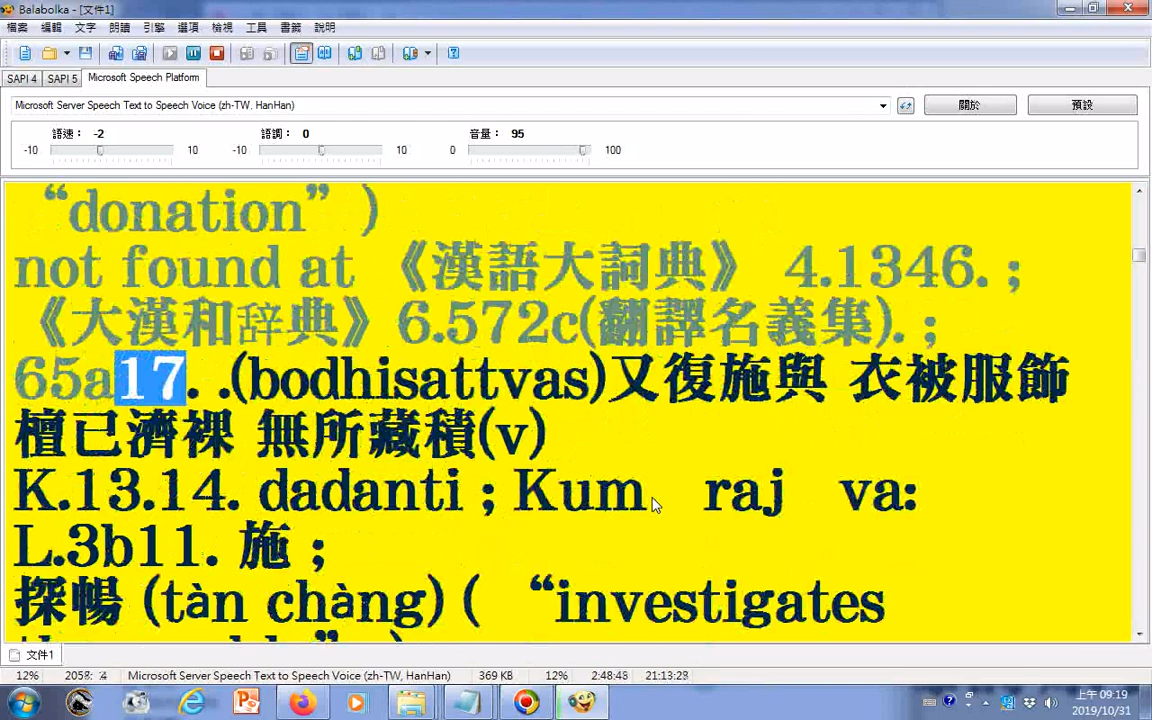 Balabolka - [文件1]
檔案 編輯 文字 朗讀 引擎 選項 檢視 工具 書籤 說明
SAPI 4 SAPI 5 Microsoft Speech Platform
Microsoft Server Speech Text to Speech Voice (zh-TW, HanHan) 關於 預設
語速： -2 語調： 0 音量： 95
-10 10 -10 10 0 100
“donation”)
not found at 《漢語大詞典》 4.1346.；
《大漢和辞典》6.572c(翻譯名義集).；
65a17. .(bodhisattvas)又復施與 衣被服飾
檀已濟裸 無所藏積(v)
K.13.14. dadanti；Kum raj va:
L.3b11. 施；
探暢 (tàn chàng) ( “investigates
文件1
12% 2058: 4 Microsoft Server Speech Text to Speech Voice (zh-TW, HanHan) 369 KB 12% 2:48:43 21:13:28
上午 09:19
2019/10/31